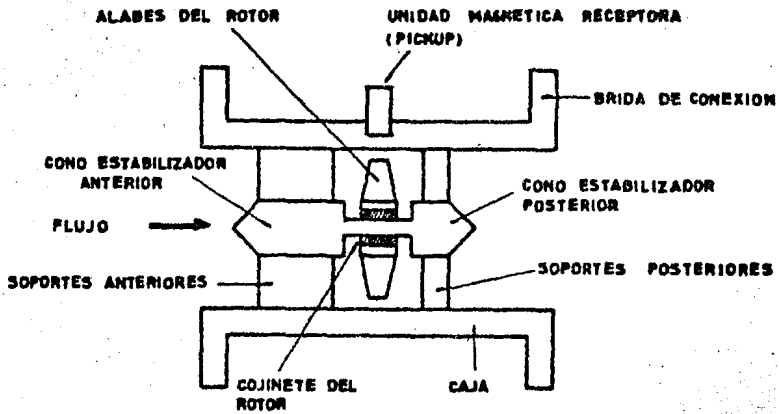 ALABES DEL ROTOR
UNIDAD MAGNETICA RECEPTORA
(PICKUP)
BRIDA DE CONEXION
CONO ESTABILIZADOR
ANTERIOR
CONO ESTABILIZADOR
POSTERIOR
FLUJO
SOPORTES ANTERIORES
SOPORTES POSTERIORES
COJINETE DEL
ROTOR
CAJA